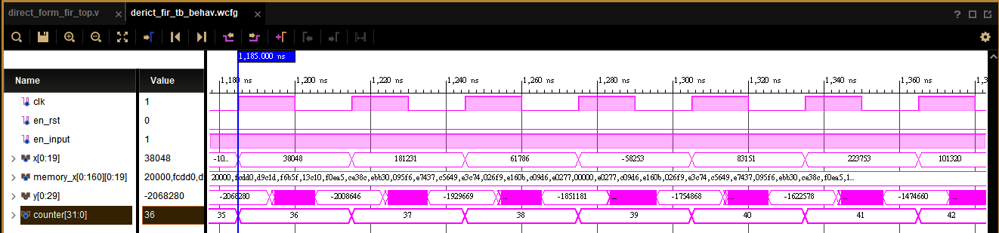 direct_form_fir_top.v × derict_fir_tb_behav.wcfg × ?
1,185.000 ns
Name Value
1,180 ns 1,200 ns 1,220 ns 1,240 ns 1,260 ns 1,280 ns 1,300 ns 1,320 ns 1,340 ns 1,360 ns
clk 1
en_rst 0
en_input 1
x[0:19] 38048 -10... 38048 181231 61786 -58253 83151 223753 101320
memory_x[0:160][0:19] 20000,fcdd0,d9 20000,fcdd0,d9c1d,f6b5f,13c10,f0ea5,ce38c,ebb30,095f6,e7437,c5649,e3c74,026f9,e160b,c09d6,e0277,00000,e0277,c09d6,e160b,026f9,e3c74,c5649,e7437,095f6,ebb30,ce38c,f0ea5,1...
y[0:29] -2068280 -2068280 -2008646 ... -1929669 ... -1851181 ... -1754868 ... -1622578 ... -1474660 ...
counter[31:0] 36 35 36 37 38 39 40 41 42